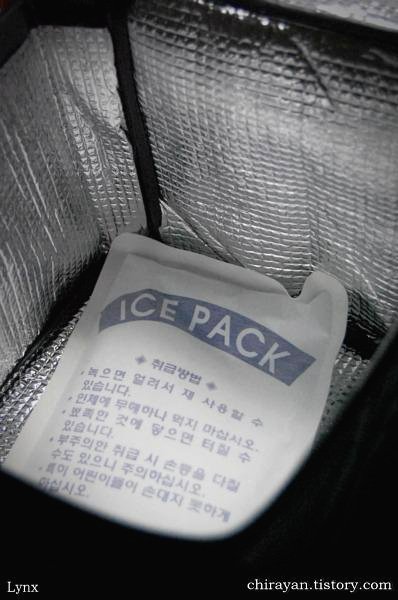 ICE PACK
◈ 취급방법 ◈
• 녹으면 얼려서 재 사용할 수
있습니다.
• 인체에 무해하나 먹지 마십시오.
• 뾰족한 것에 닿으면 터질 수
있습니다.
• 부주의한 취급 시 손등을 다칠
수도 있으니 주의하십시오.
• 특히 어린이들이 손대지 못하게
하십시오.
Lynx
chirayan.tistory.com